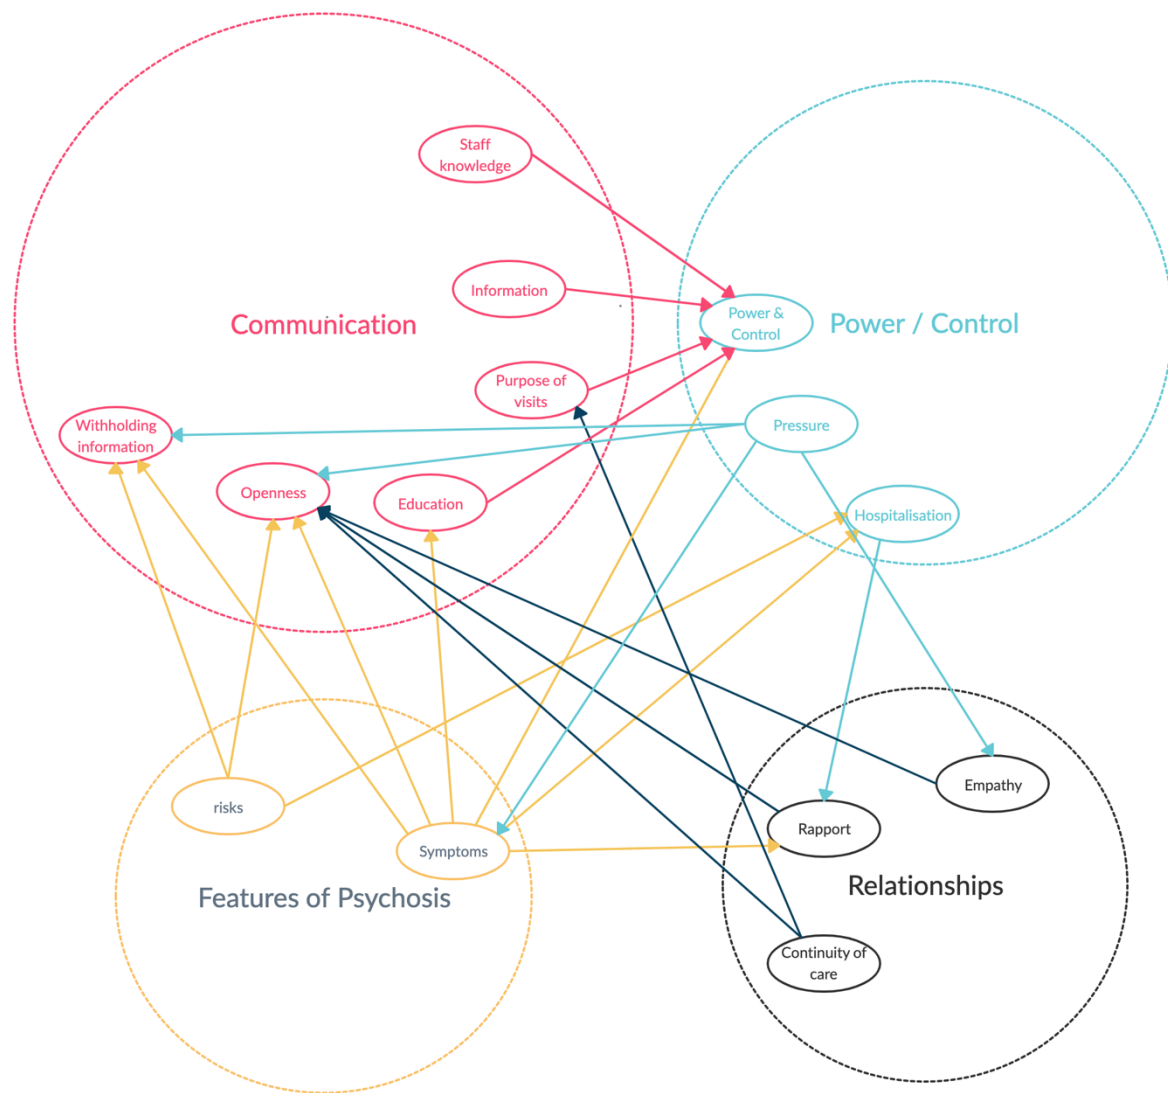 Staff
knowledge
Information
Communication
Power &
Control
Power / Control
Purpose of
visits
Withholding
information
Pressure
Openness
Education
Hospitalisation
risks
Symptoms
Features of Psychosis
Empathy
Rapport
Relationships
Continuity of
care